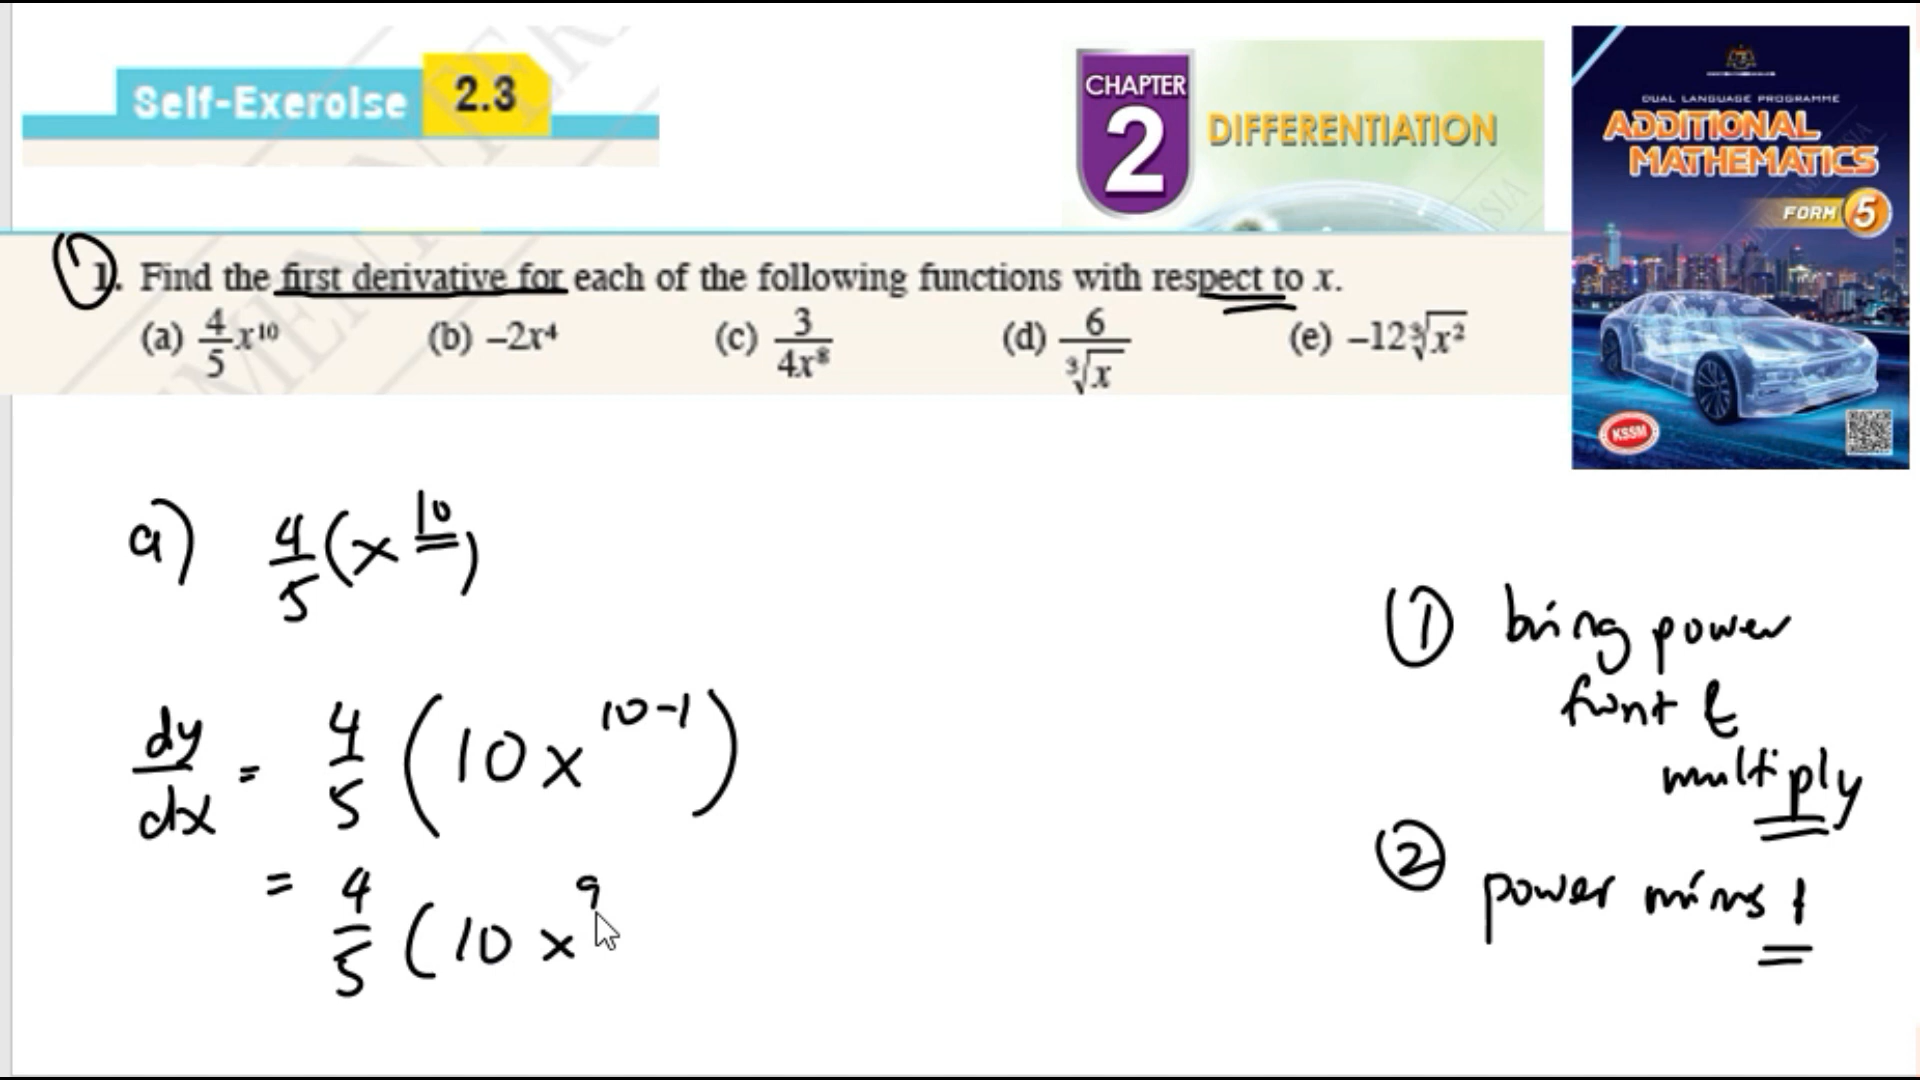 Self-Exercise 2.3
CHAPTER
2
DIFFERENTIATION
DUAL LANGUAGE PROGRAMME
ADDITIONAL
MATHEMATICS
FORM 5
KSSM
1. Find the first derivative for each of the following functions with respect to x.
(a) 4/5 x¹⁰ (b) –2x⁴ (c) 3/4x⁸ (d) 6/∛x (e) –12∛x²
a) 4/5 (x¹⁰)
dy/dx = 4/5 (10x¹⁰⁻¹)
= 4/5 (10x⁹
① bring power
front &
multiply
② power minus 1